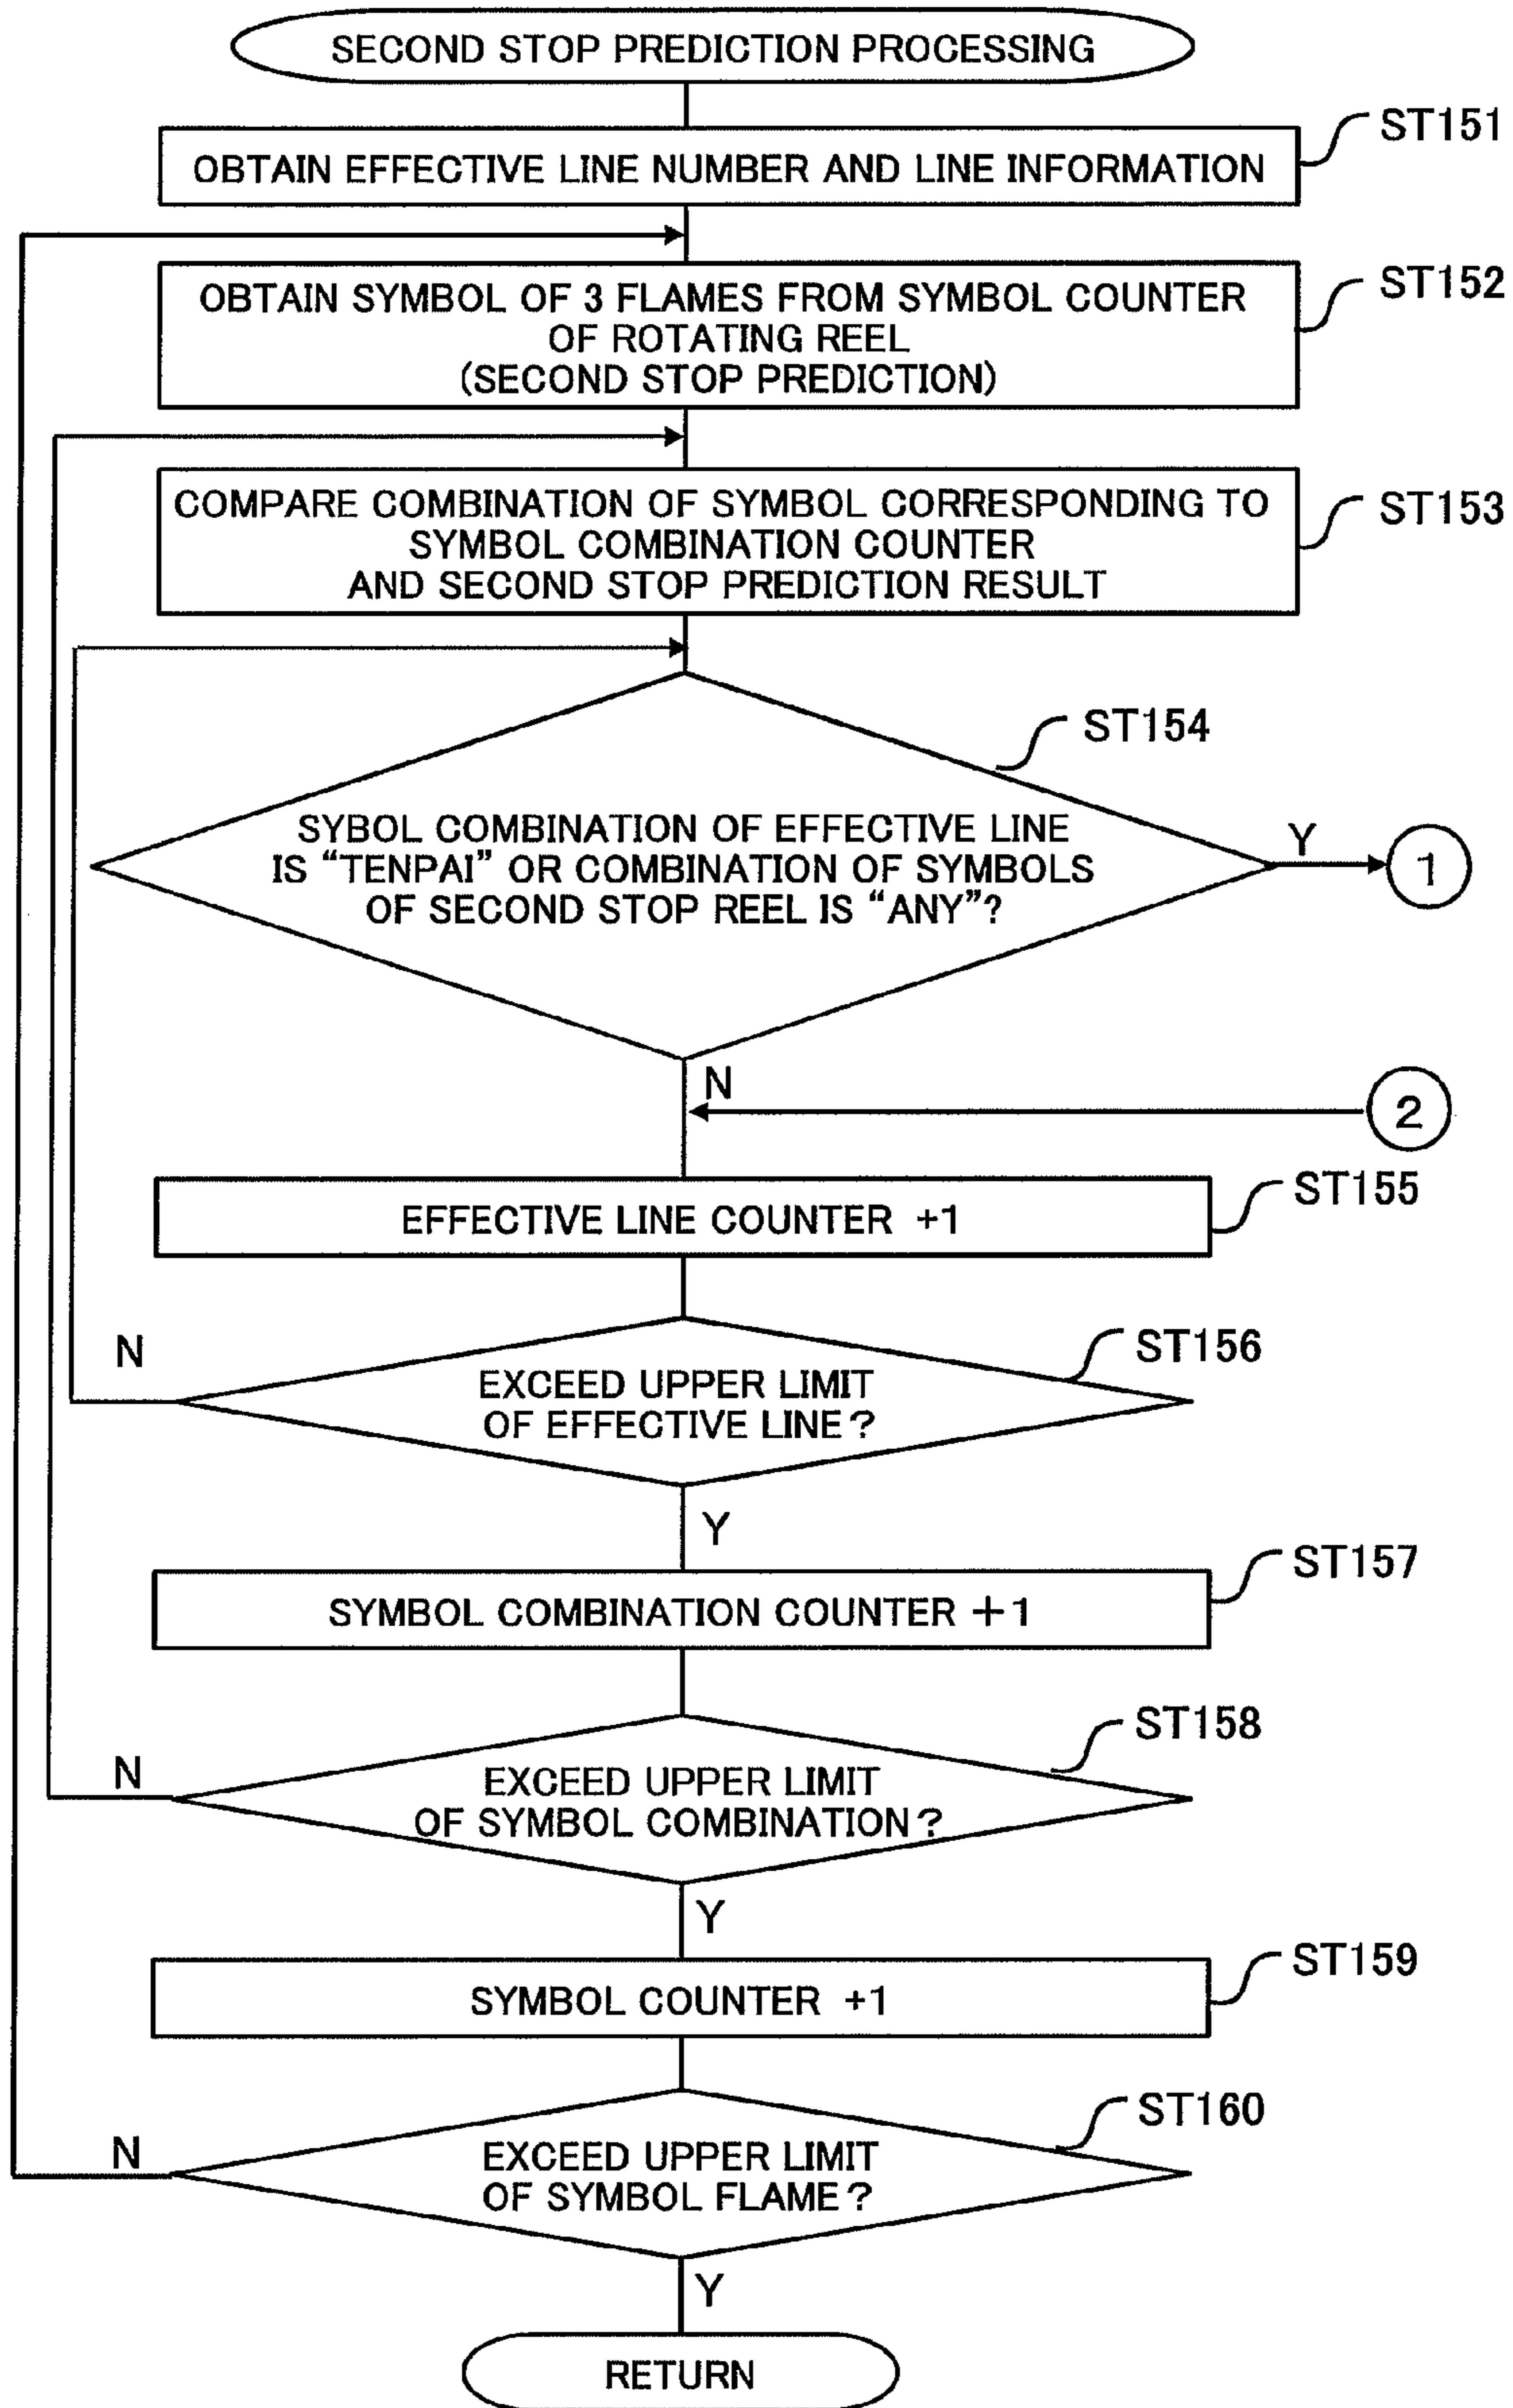 SECOND STOP PREDICTION PROCESSING
ST151
OBTAIN EFFECTIVE LINE NUMBER AND LINE INFORMATION
ST152
OBTAIN SYMBOL OF 3 FLAMES FROM SYMBOL COUNTER
OF ROTATING REEL
(SECOND STOP PREDICTION)
ST153
COMPARE COMBINATION OF SYMBOL CORRESPONDING TO
SYMBOL COMBINATION COUNTER
AND SECOND STOP PREDICTION RESULT
ST154
SYBOL COMBINATION OF EFFECTIVE LINE
IS “TENPAI” OR COMBINATION OF SYMBOLS
OF SECOND STOP REEL IS “ANY”?
Y
1
N
2
ST155
EFFECTIVE LINE COUNTER +1
ST156
N
EXCEED UPPER LIMIT
OF EFFECTIVE LINE?
Y
ST157
SYMBOL COMBINATION COUNTER +1
ST158
N
EXCEED UPPER LIMIT
OF SYMBOL COMBINATION?
Y
ST159
SYMBOL COUNTER +1
ST160
N
EXCEED UPPER LIMIT
OF SYMBOL FLAME?
Y
RETURN